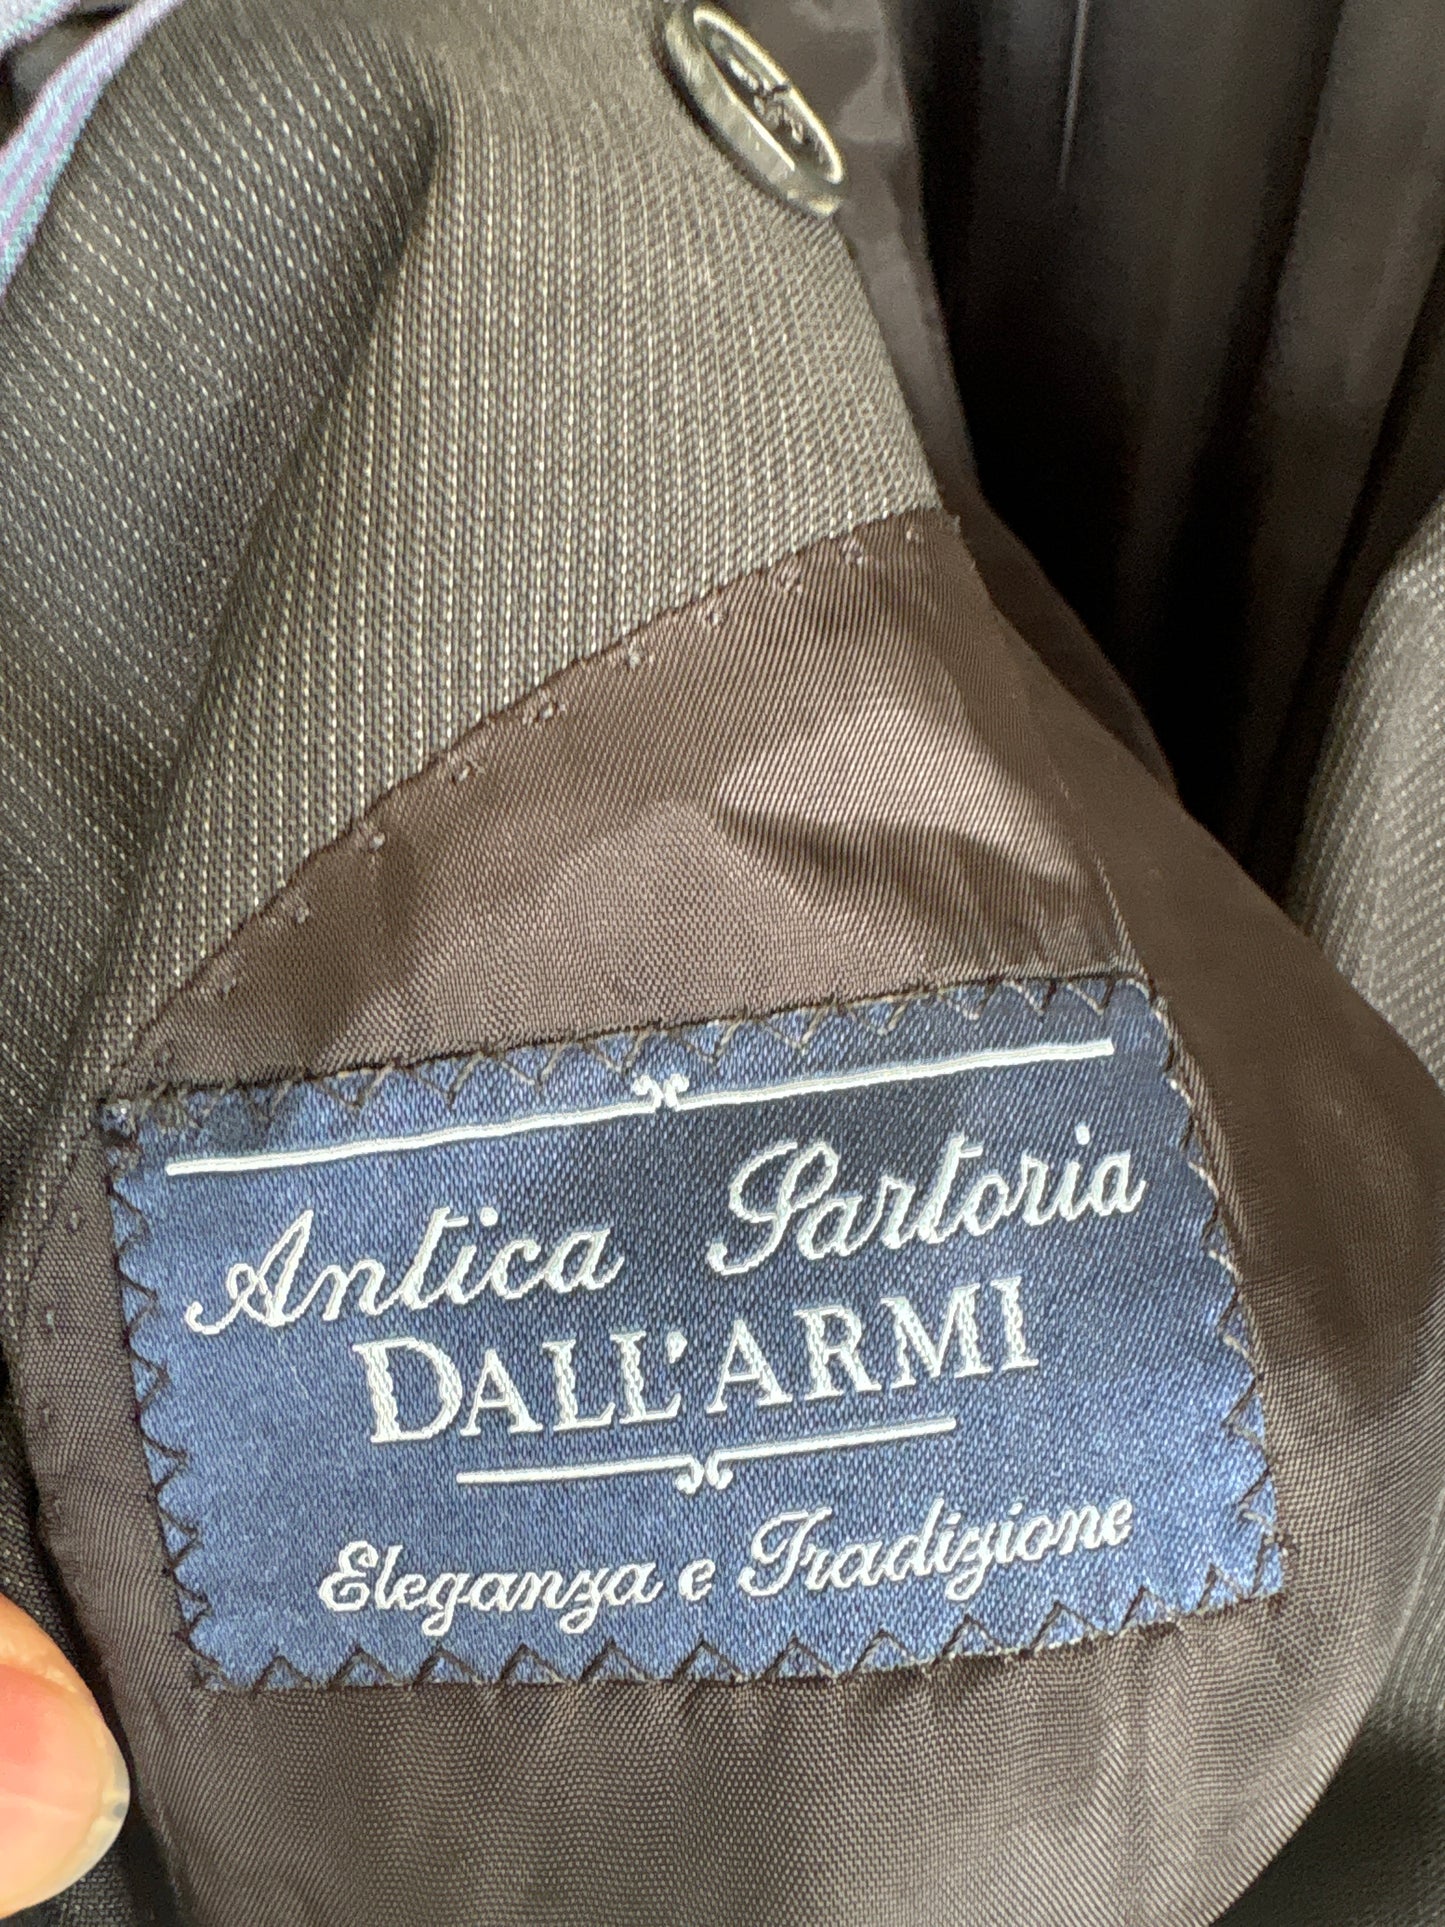 Antica Sartoria
DALL'ARMI
Eleganza e Tradizione